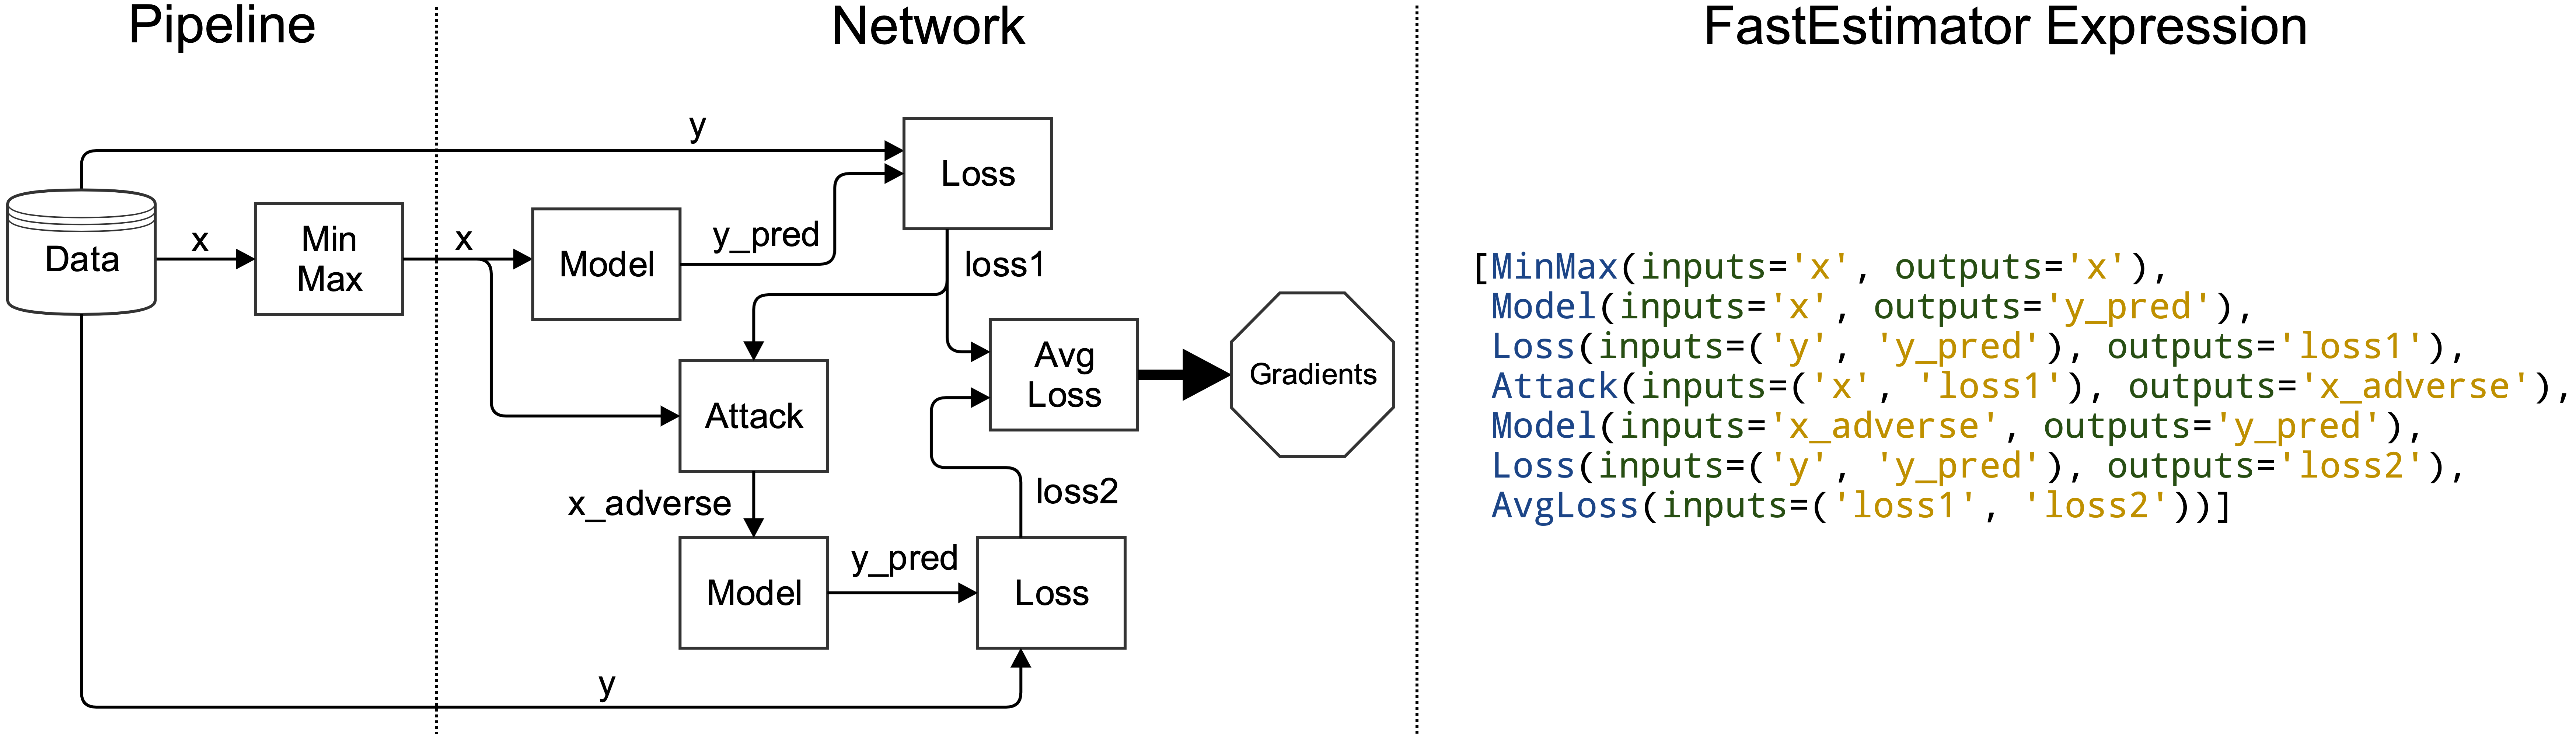 Pipeline
Network
FastEstimator Expression
y
Loss
Data
x
Min
Max
x
Model
y_pred
loss1
Attack
Avg
Loss
Gradients
x_adverse
loss2
Model
y_pred
Loss
y
[MinMax(inputs='x', outputs='x'),
Model(inputs='x', outputs='y_pred'),
Loss(inputs=('y', 'y_pred'), outputs='loss1'),
Attack(inputs=('x', 'loss1'), outputs='x_adverse'),
Model(inputs='x_adverse', outputs='y_pred'),
Loss(inputs=('y', 'y_pred'), outputs='loss2'),
AvgLoss(inputs=('loss1', 'loss2'))]